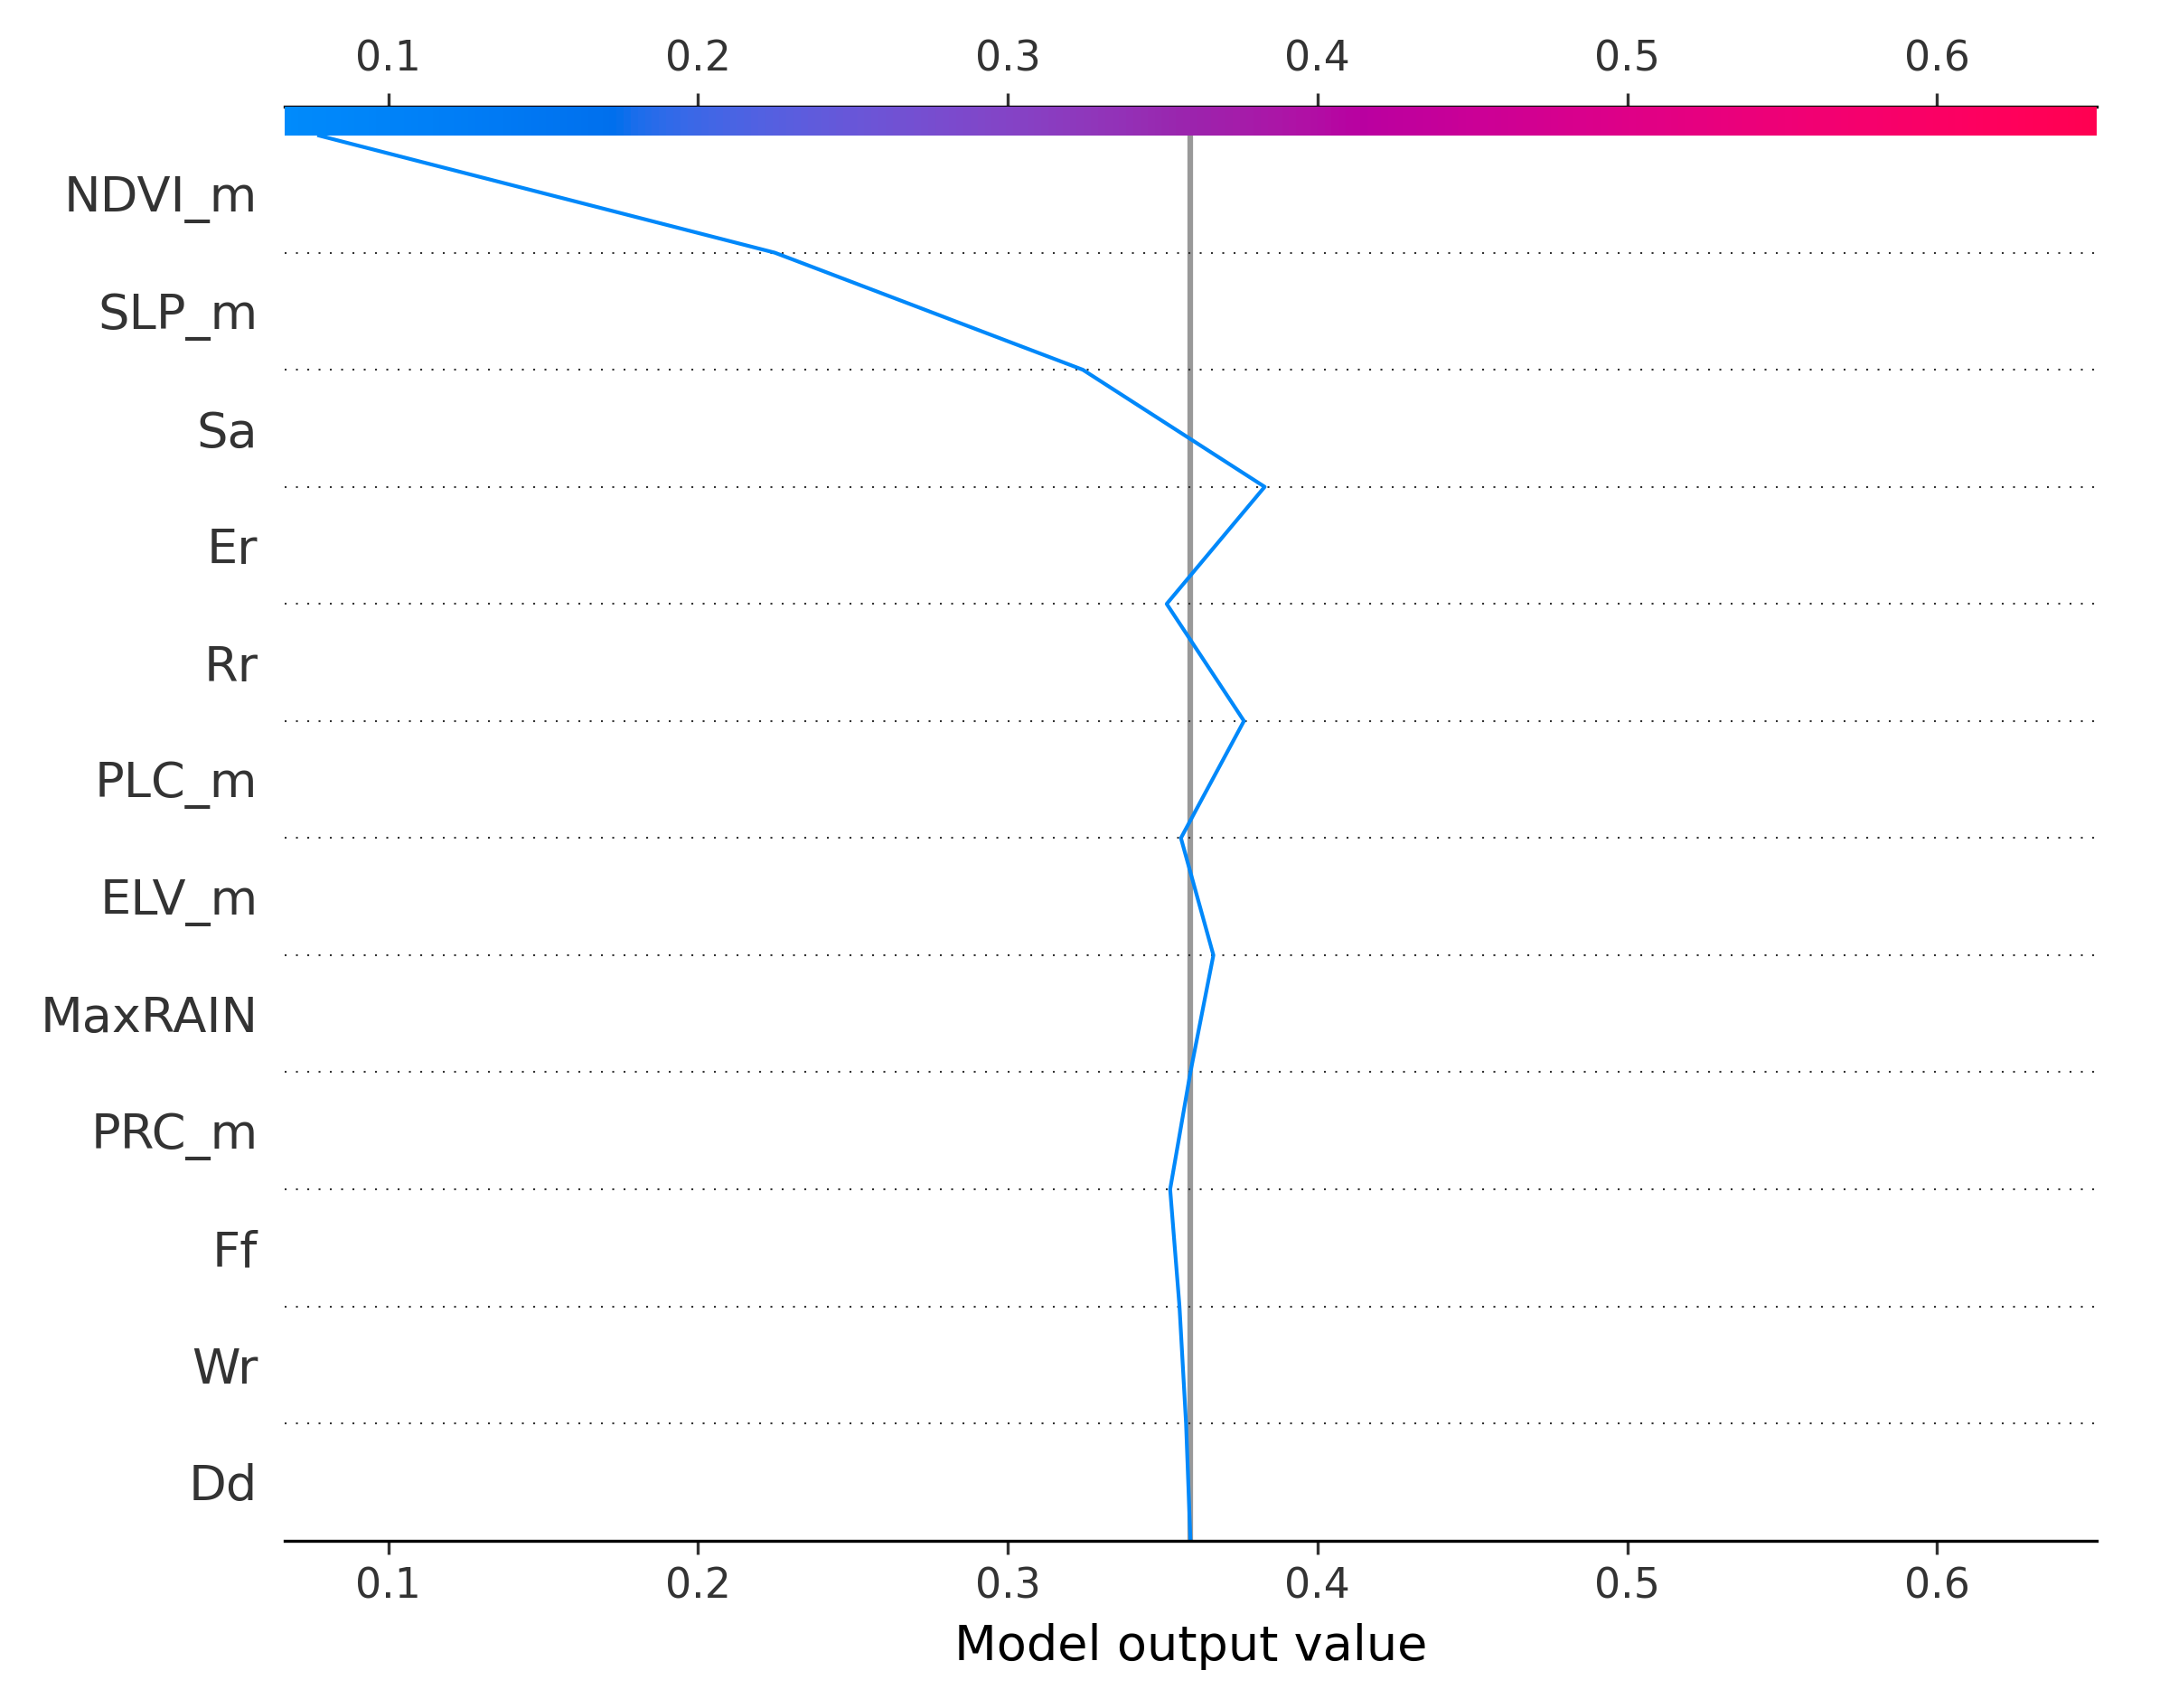 0.1 0.2 0.3 0.4 0.5 0.6
NDVI_m
SLP_m
Sa
Er
Rr
PLC_m
ELV_m
MaxRAIN
PRC_m
Ff
Wr
Dd
0.1 0.2 0.3 0.4 0.5 0.6
Model output value